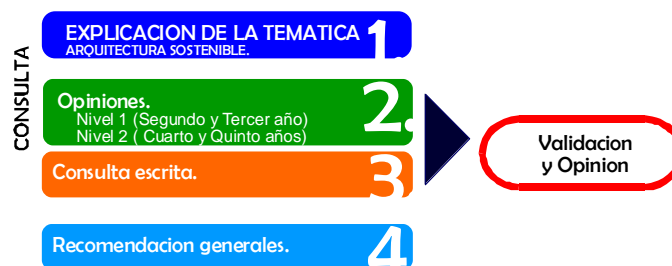 CONSULTA
EXPLICACION DE LA TEMATICA 1.
ARQUITECTURA SOSTENIBLE.
Opiniones. 2.
Nivel 1 (Segundo y Tercer año)
Nivel 2 ( Cuarto y Quinto años)
Consulta escrita. 3
Recomendacion generales. 4
Validacion
y Opinion